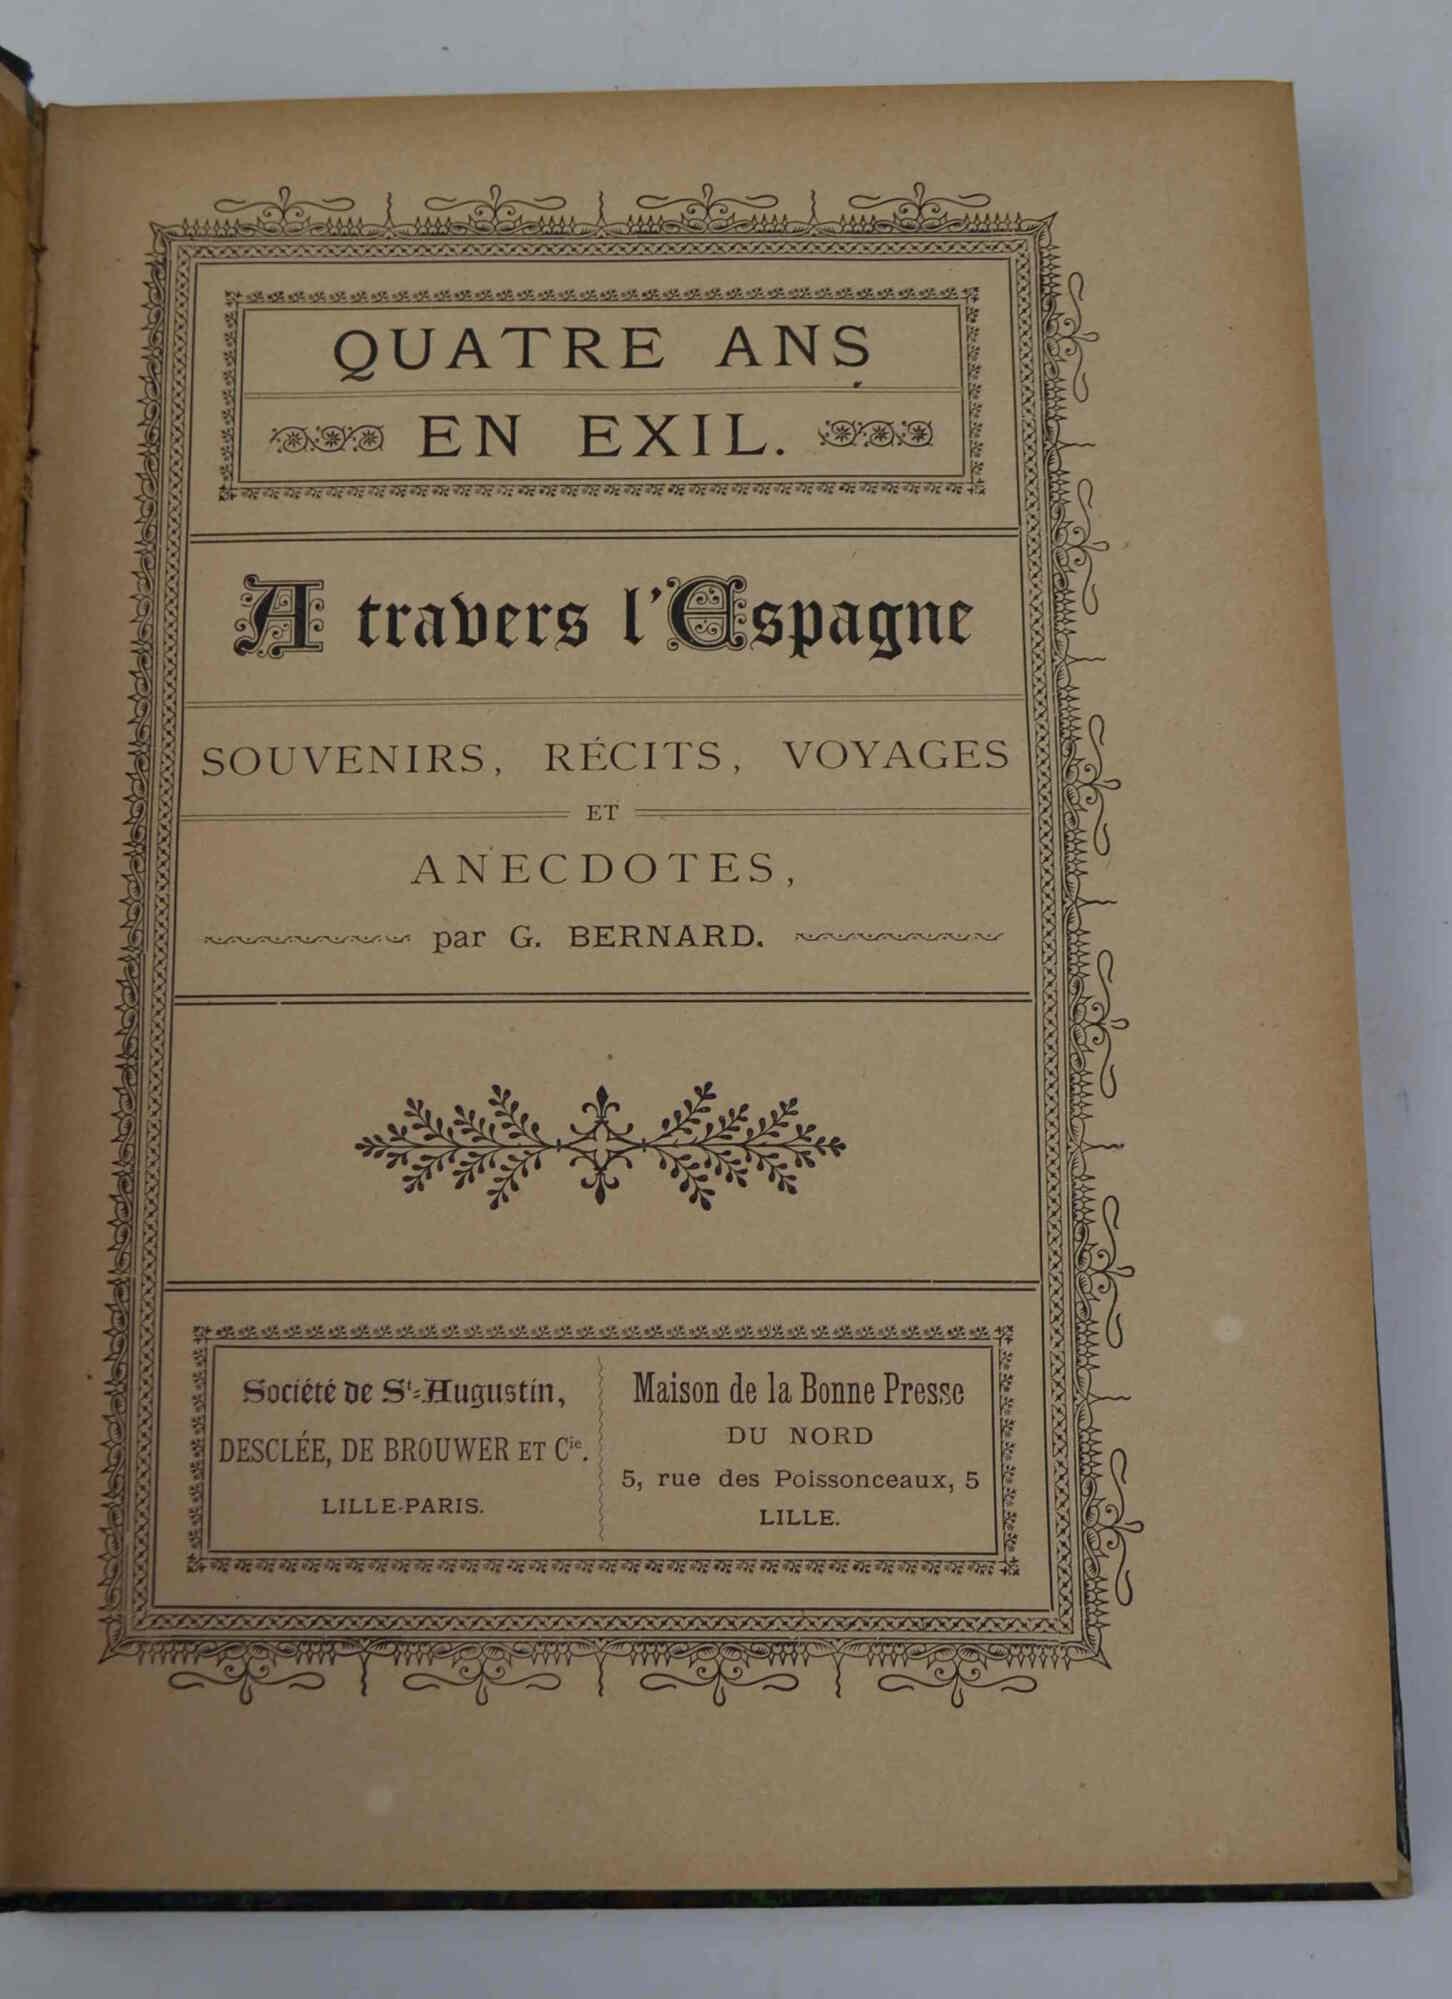 QUATRE ANS
EN EXIL.
A travers l'Espagne
SOUVENIRS, RÉCITS, VOYAGES
ET
ANECDOTES,
par G. BERNARD.
Société de St-Augustin,
DESCLÉE, DE BROUWER ET Cie.
LILLE-PARIS.
Maison de la Bonne Presse
DU NORD
5, rue des Poissonceaux, 5
LILLE.